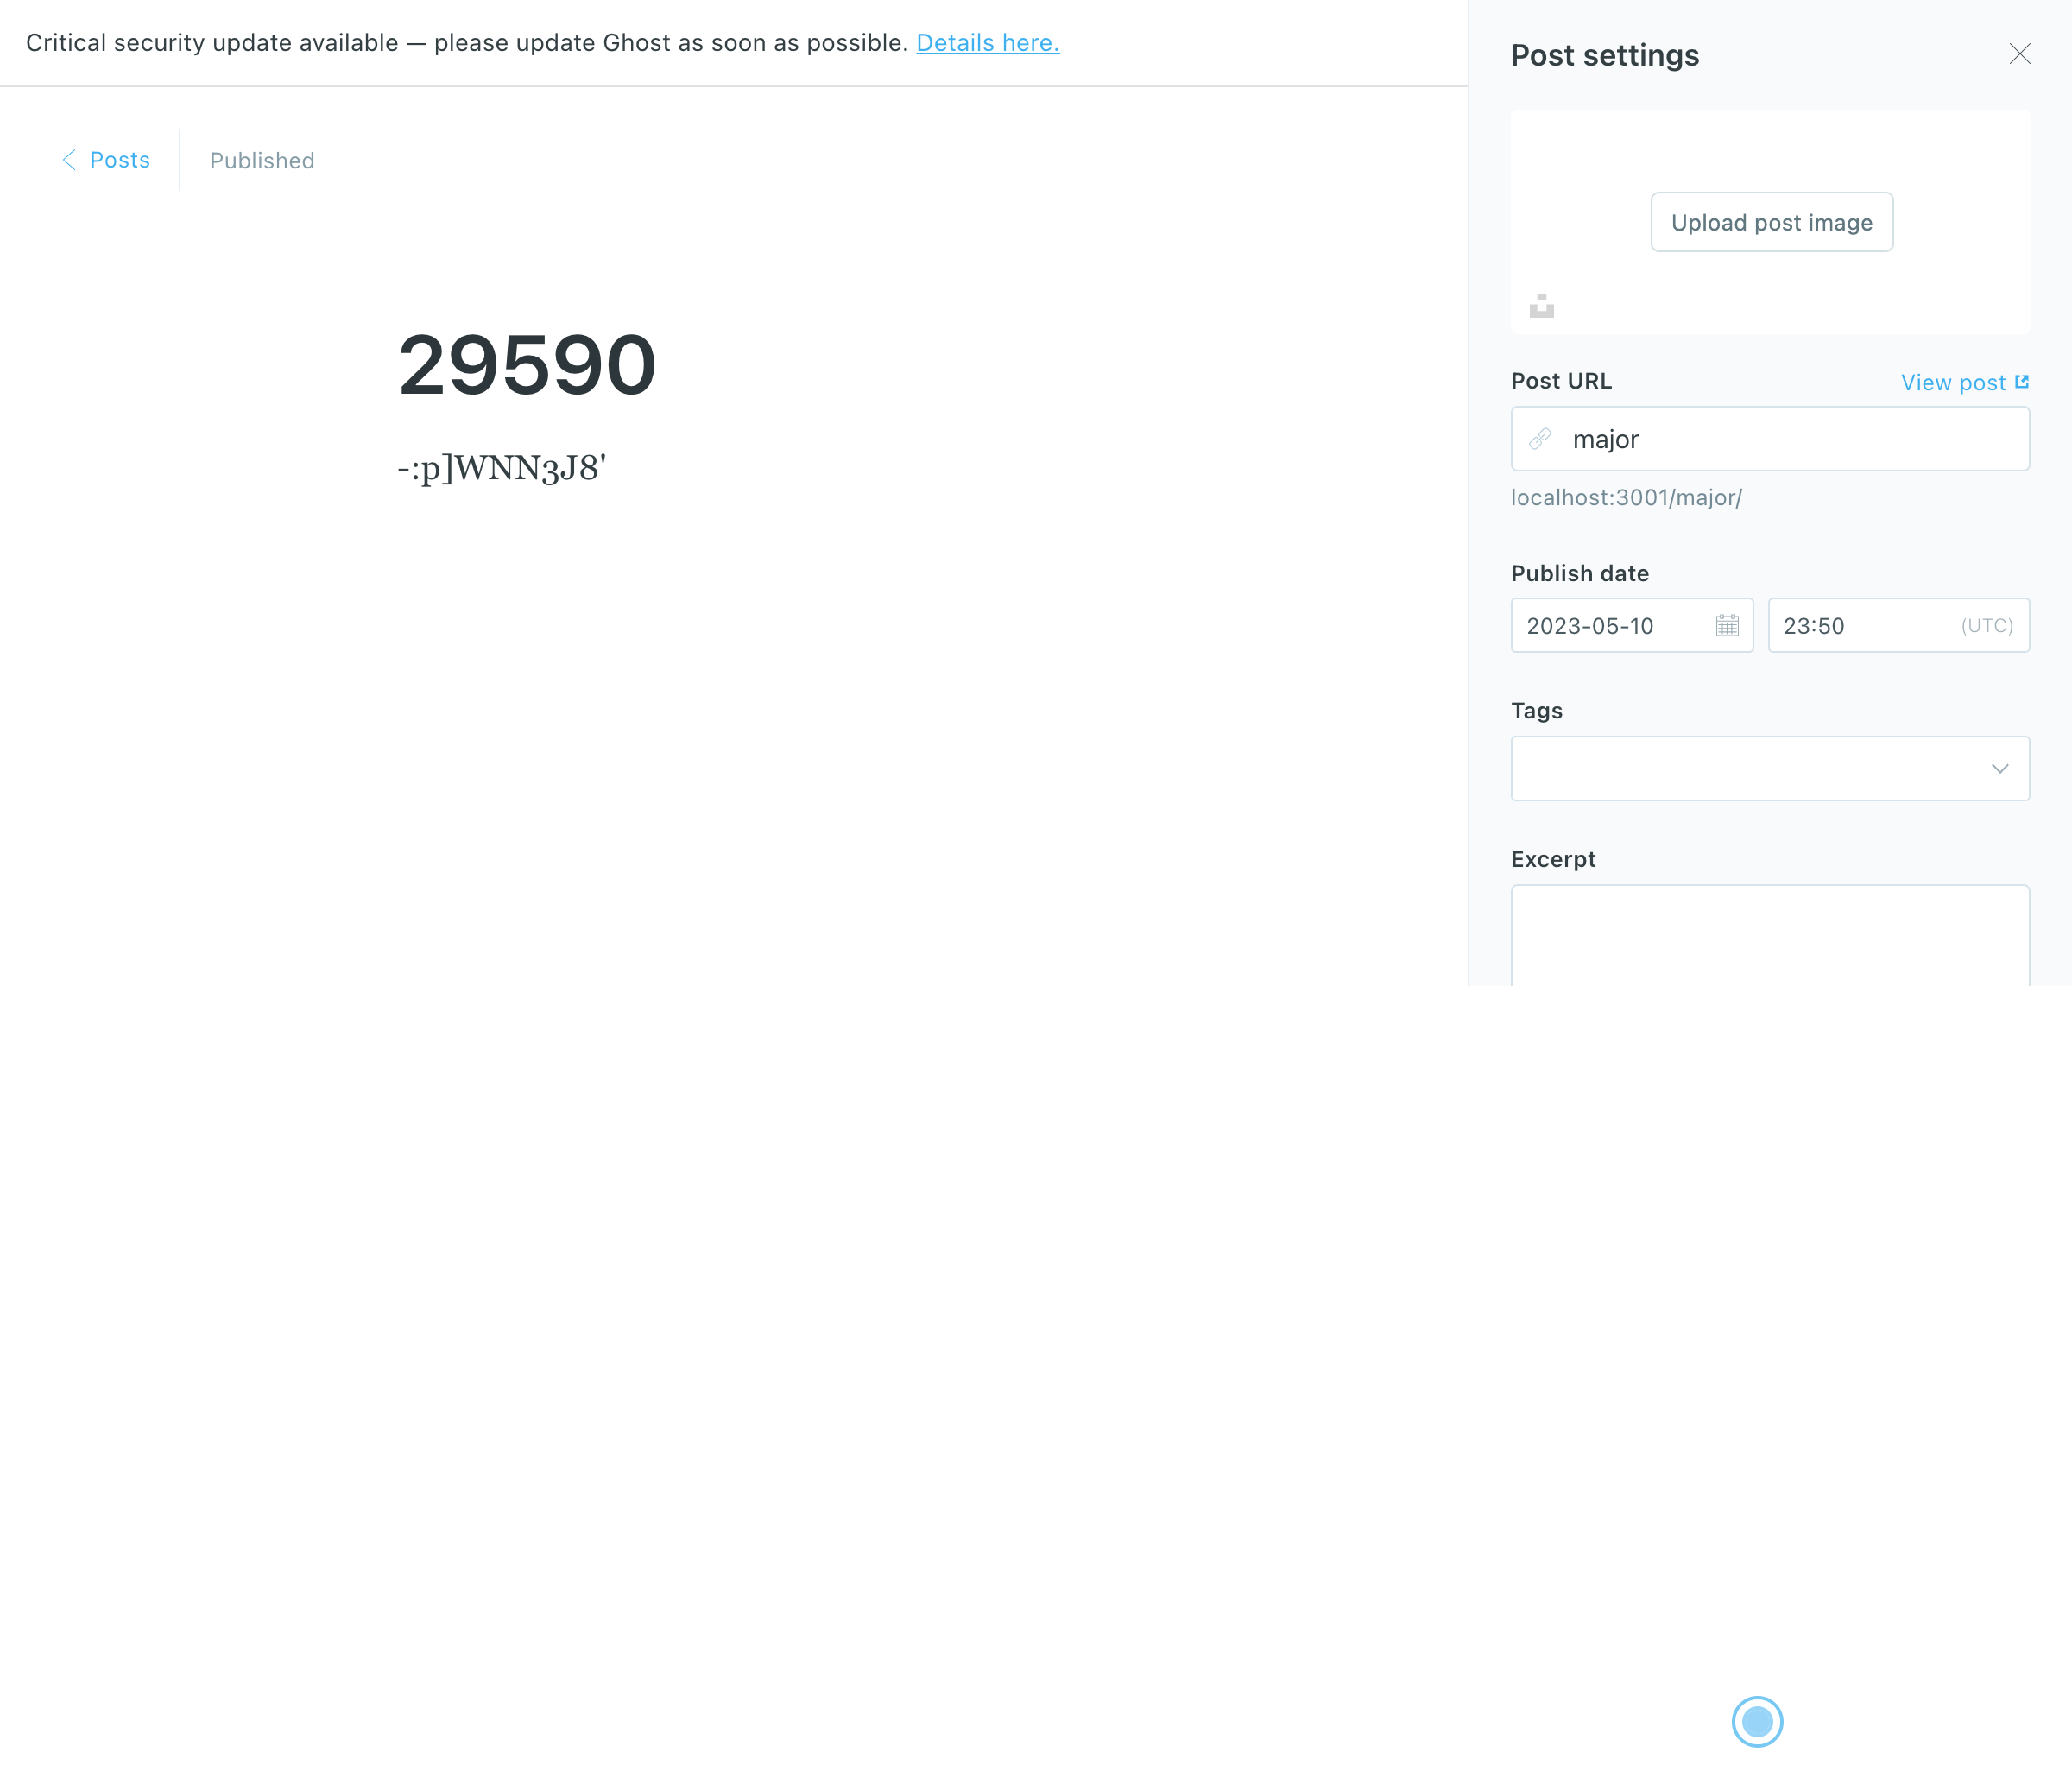 Critical security update available — please update Ghost as soon as possible. Details here.
Posts
Published
29590
-:p]WNN3J8'
Post settings
Upload post image
Post URL
View post
major
localhost:3001/major/
Publish date
2023-05-10
23:50
(UTC)
Tags
Excerpt